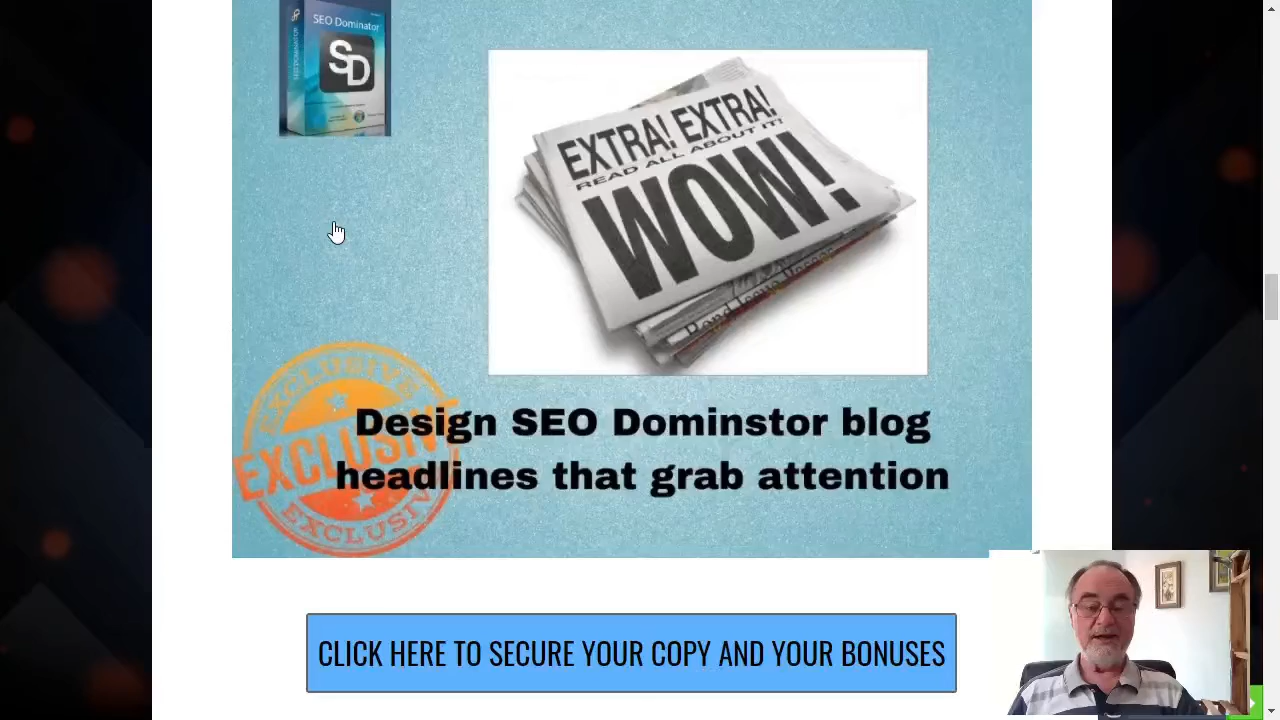 SEO Dominator
SD
EXTRA! EXTRA!
READ ALL ABOUT IT!
WOW!
EXCLUSIVE
EXCLUSIVE
EXCLUSIVE
Design SEO Dominstor blog
headlines that grab attention
CLICK HERE TO SECURE YOUR COPY AND YOUR BONUSES